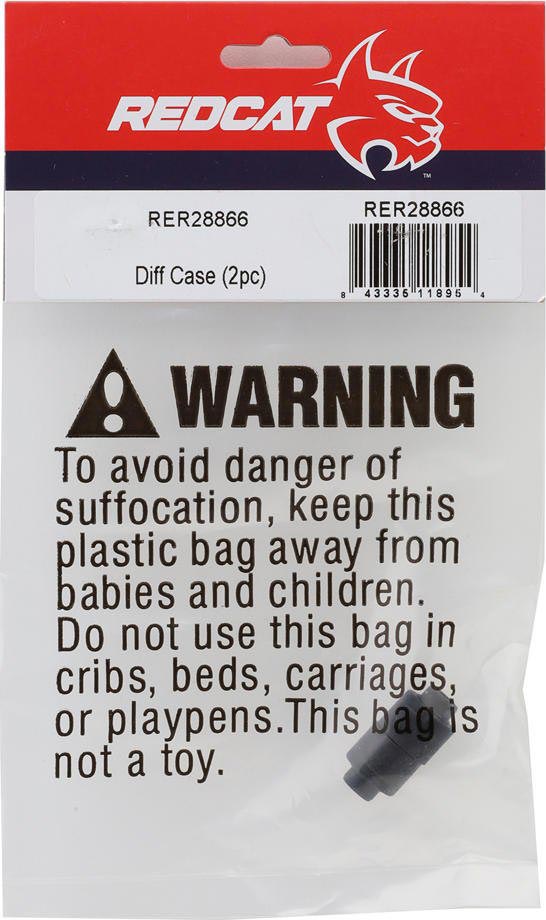 REDCAT
™
RER28866
RER28866
Diff Case (2pc)
8 43335 11895 4
WARNING
To avoid danger of
suffocation, keep this
plastic bag away from
babies and children.
Do not use this bag in
cribs, beds, carriages,
or playpens.This bag is
not a toy.